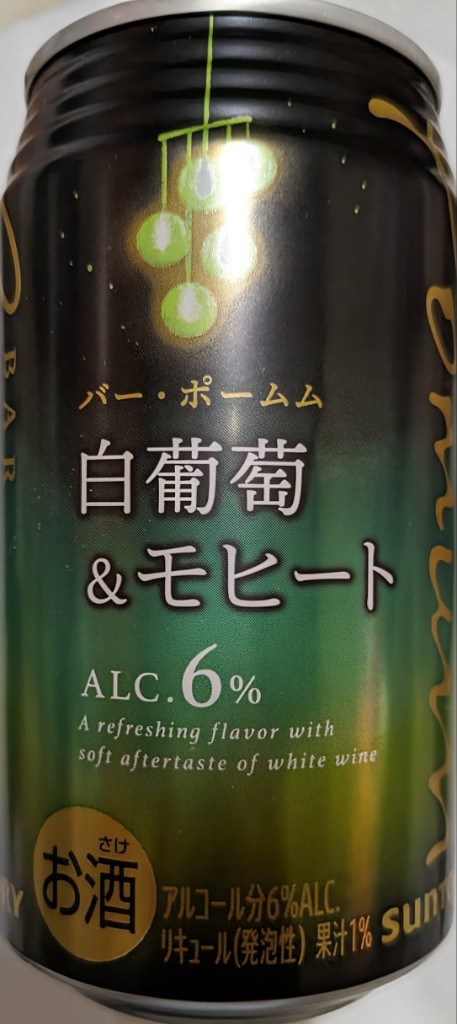 バー・ポームム
白葡萄
&モヒート
ALC.6%
A refreshing flavor with
soft aftertaste of white wine
さけ
お酒
アルコール分6%ALC.
リキュール(発泡性) 果汁1%
BAR